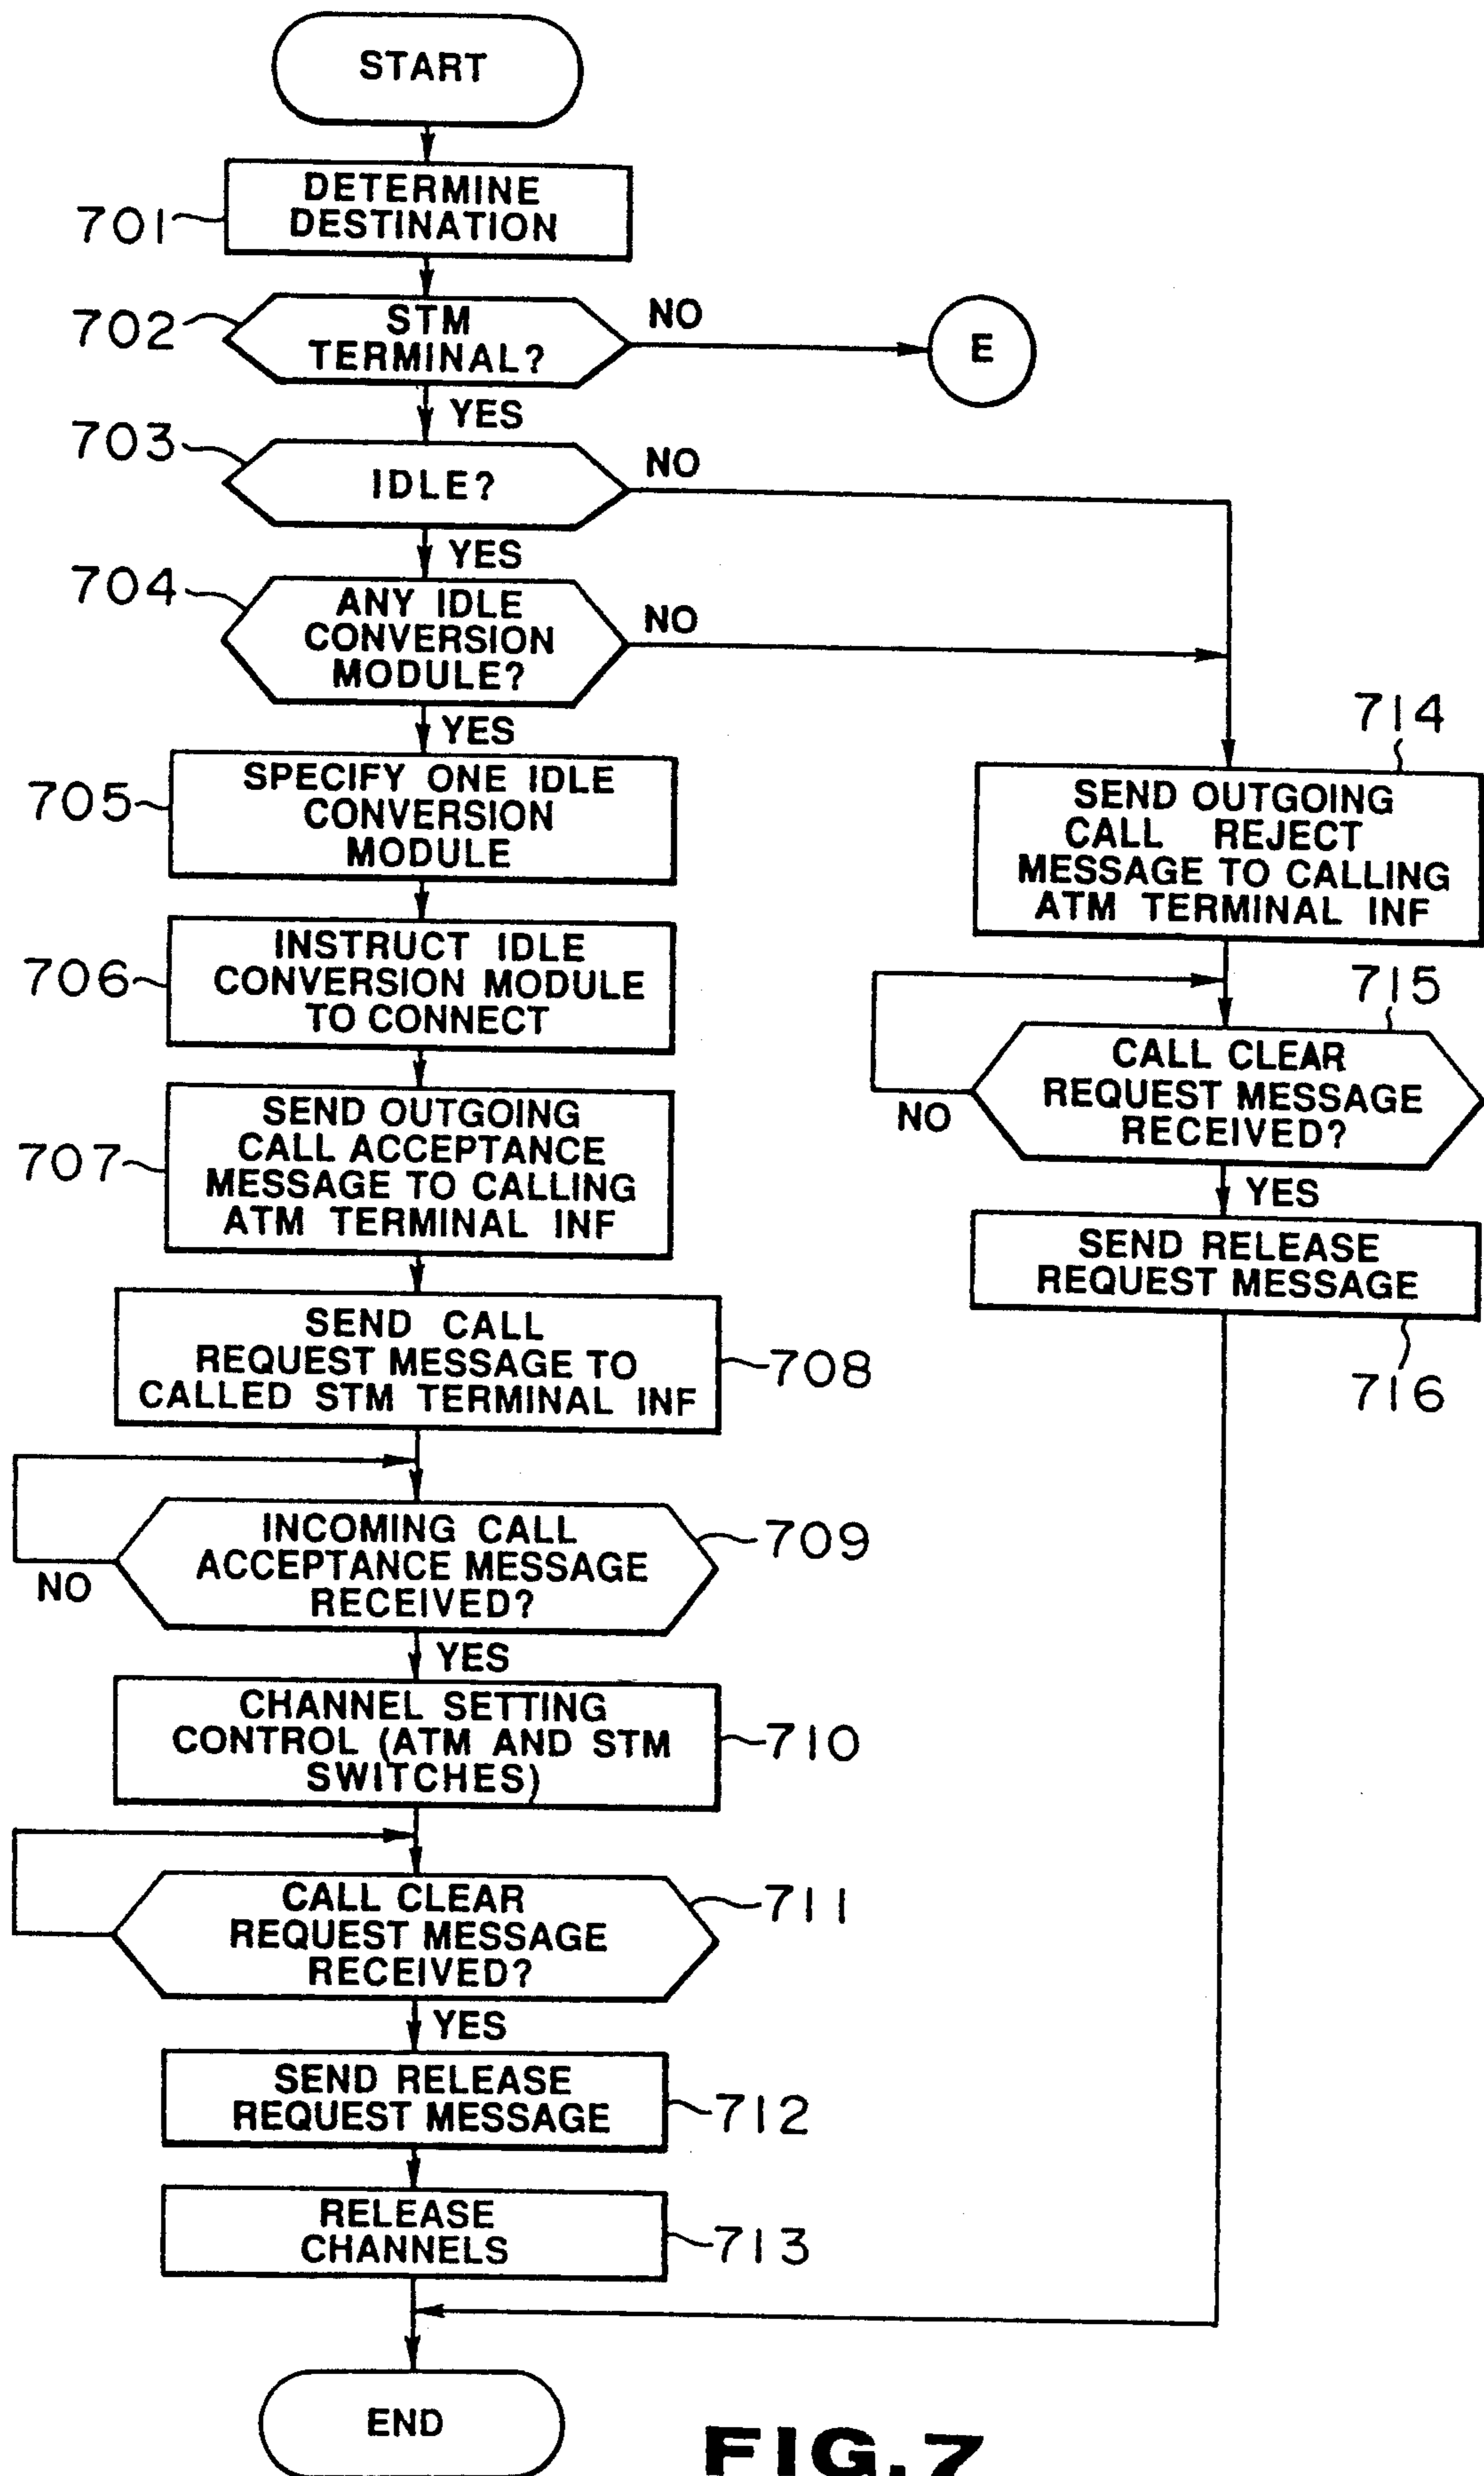 START
DETERMINE
DESTINATION
701
STM
TERMINAL?
702
NO
E
YES
703
IDLE?
NO
YES
704
ANY IDLE
CONVERSION
MODULE?
NO
YES
705
SPECIFY ONE IDLE
CONVERSION
MODULE
706
INSTRUCT IDLE
CONVERSION MODULE
TO CONNECT
707
SEND OUTGOING
CALL ACCEPTANCE
MESSAGE TO CALLING
ATM TERMINAL INF
SEND CALL
REQUEST MESSAGE TO
CALLED STM TERMINAL INF
708
INCOMING CALL
ACCEPTANCE MESSAGE
RECEIVED?
709
NO
YES
CHANNEL SETTING
CONTROL (ATM AND STM
SWITCHES)
710
CALL CLEAR
REQUEST MESSAGE
RECEIVED?
711
YES
SEND RELEASE
REQUEST MESSAGE
712
RELEASE
CHANNELS
713
714
SEND OUTGOING
CALL REJECT
MESSAGE TO CALLING
ATM TERMINAL INF
715
CALL CLEAR
REQUEST MESSAGE
RECEIVED?
NO
YES
SEND RELEASE
REQUEST MESSAGE
716
END
FIG.7